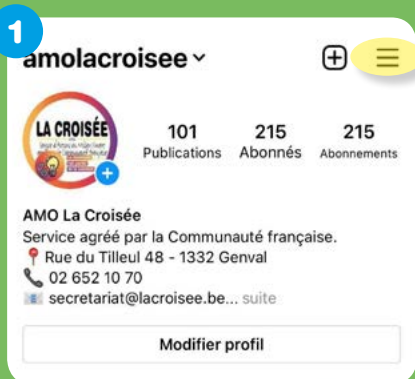 1
amolacroisee
LA CROISÉE
101 215 215
Publications Abonnés Abonnements
AMO La Croisée
Service agréé par la Communauté française.
Rue du Tilleul 48 - 1332 Genval
02 652 10 70
secretariat@lacroisee.be... suite
Modifier profil